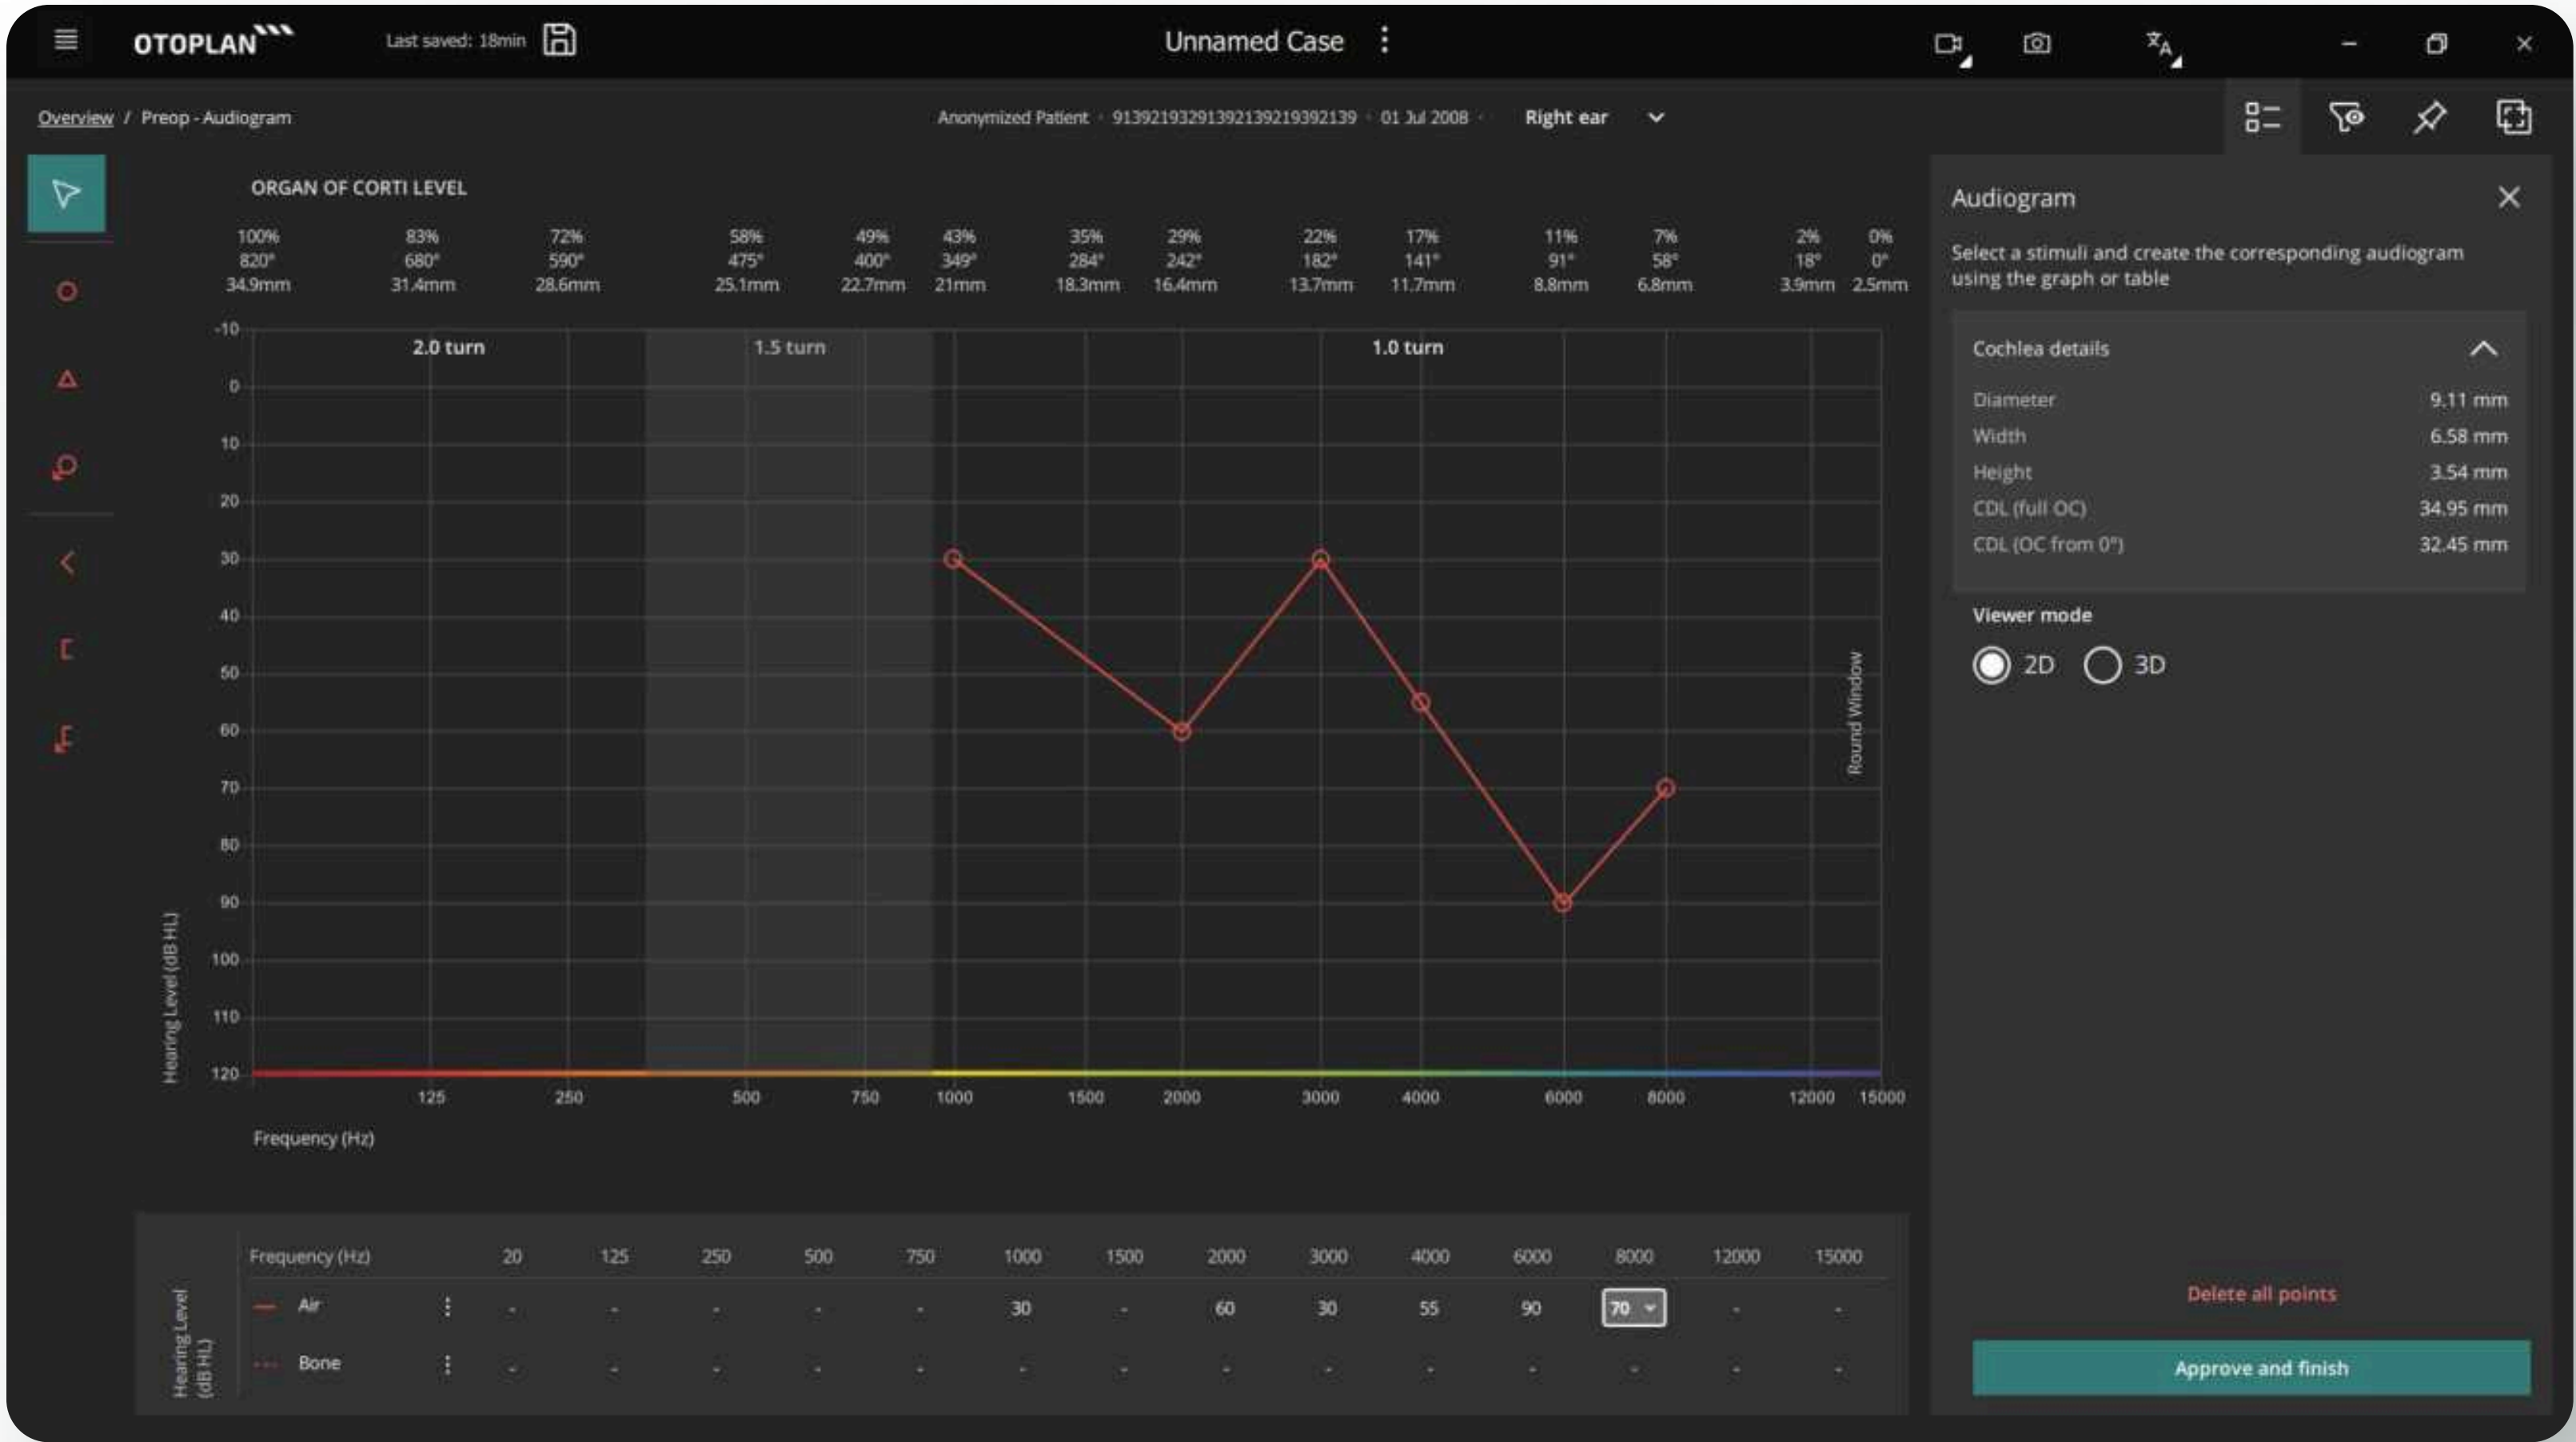 OTOPLAN Last saved: 18min Unnamed Case
Overview / Preop - Audiogram Anonymized Patient · 91392193291392139219392139 · 01 Jul 2008 · Right ear
ORGAN OF CORTI LEVEL
100% 83% 72% 58% 49% 43% 35% 29% 22% 17% 11% 7% 2% 0%
820° 680° 590° 475° 400° 349° 284° 242° 182° 141° 91° 58° 18° 0°
34.9mm 31.4mm 28.6mm 25.1mm 22.7mm 21mm 18.3mm 16.4mm 13.7mm 11.7mm 8.8mm 6.8mm 3.9mm 2.5mm
2.0 turn 1.5 turn 1.0 turn
-10
0
10
20
30
40
50
60
70
80
90
100
110
120
Hearing Level (dB HL)
Round Window
125 250 500 750 1000 1500 2000 3000 4000 6000 8000 12000 15000
Frequency (Hz)
Frequency (Hz) 20 125 250 500 750 1000 1500 2000 3000 4000 6000 8000 12000 15000
Hearing Level
(dB HL)
Air - - - - - 30 - 60 30 55 90 70 - -
Bone - - - - - - - - - - - - - -
Audiogram
Select a stimuli and create the corresponding audiogram
using the graph or table
Cochlea details
Diameter 9.11 mm
Width 6.58 mm
Height 3.54 mm
CDL (full OC) 34.95 mm
CDL (OC from 0°) 32.45 mm
Viewer mode
2D 3D
Delete all points
Approve and finish